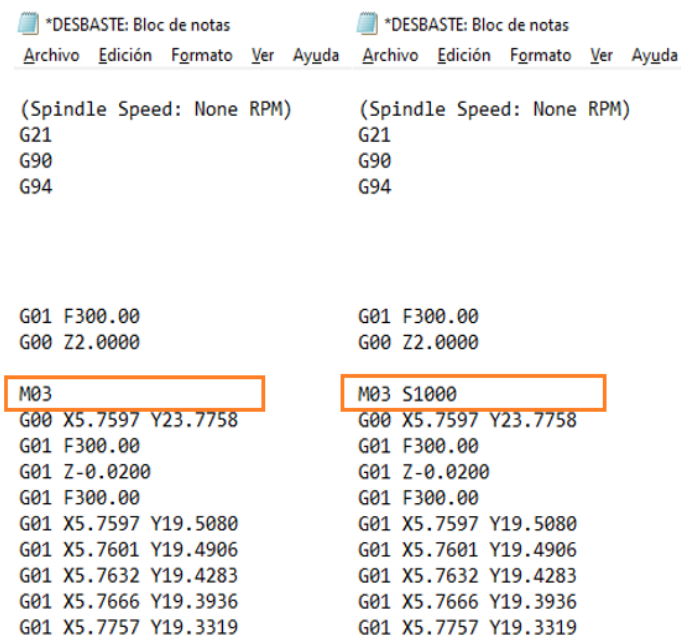 *DESBASTE: Bloc de notas
Archivo Edición Formato Ver Ayuda
(Spindle Speed: None RPM)
G21
G90
G94
G01 F300.00
G00 Z2.0000
M03
G00 X5.7597 Y23.7758
G01 F300.00
G01 Z-0.0200
G01 F300.00
G01 X5.7597 Y19.5080
G01 X5.7601 Y19.4906
G01 X5.7632 Y19.4283
G01 X5.7666 Y19.3936
G01 X5.7757 Y19.3319
*DESBASTE: Bloc de notas
Archivo Edición Formato Ver Ayuda
(Spindle Speed: None RPM)
G21
G90
G94
G01 F300.00
G00 Z2.0000
M03 S1000
G00 X5.7597 Y23.7758
G01 F300.00
G01 Z-0.0200
G01 F300.00
G01 X5.7597 Y19.5080
G01 X5.7601 Y19.4906
G01 X5.7632 Y19.4283
G01 X5.7666 Y19.3936
G01 X5.7757 Y19.3319